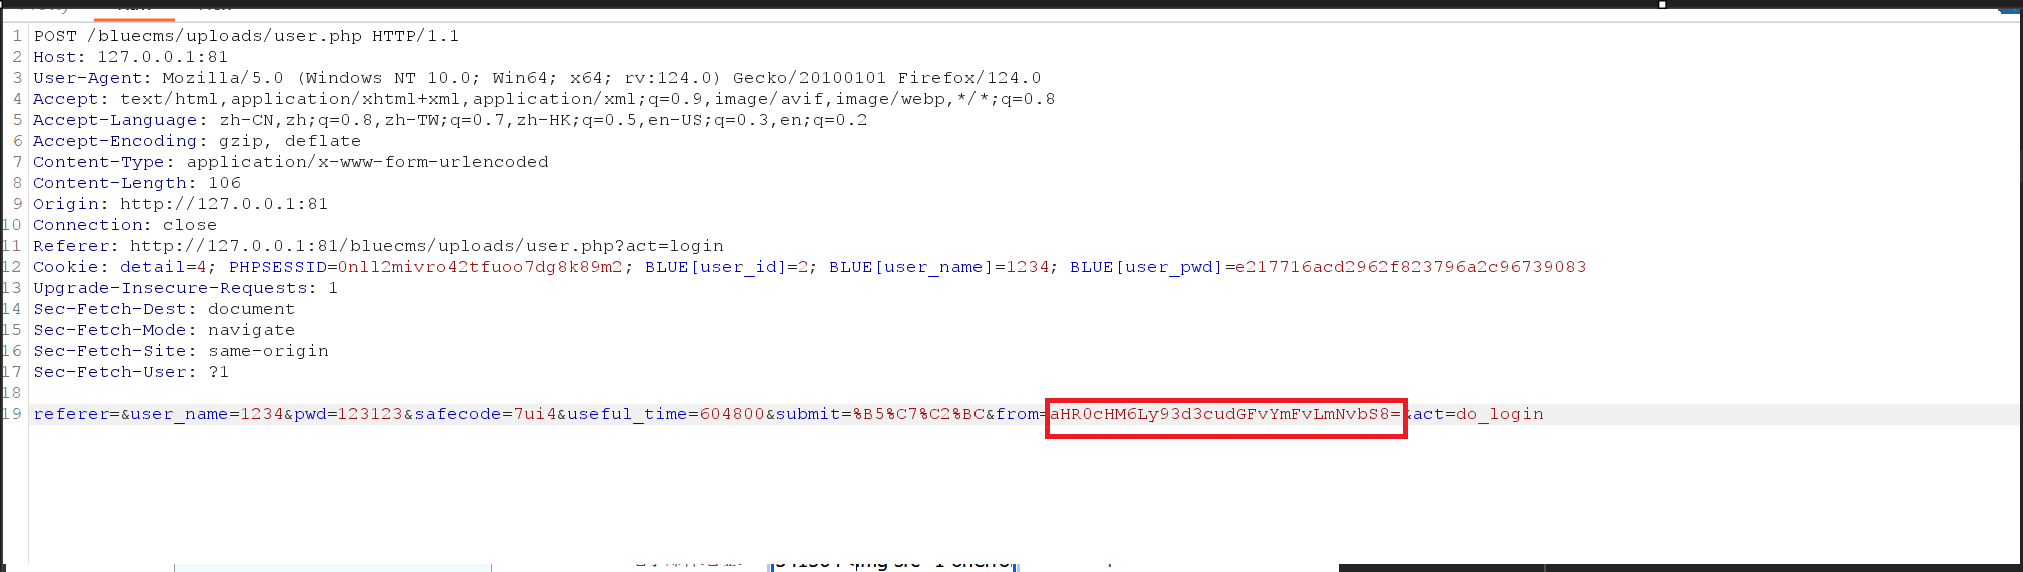 1 POST /bluecms/uploads/user.php HTTP/1.1
2 Host: 127.0.0.1:81
3 User-Agent: Mozilla/5.0 (Windows NT 10.0; Win64; x64; rv:124.0) Gecko/20100101 Firefox/124.0
4 Accept: text/html,application/xhtml+xml,application/xml;q=0.9,image/avif,image/webp,*/*;q=0.8
5 Accept-Language: zh-CN,zh;q=0.8,zh-TW;q=0.7,zh-HK;q=0.5,en-US;q=0.3,en;q=0.2
6 Accept-Encoding: gzip, deflate
7 Content-Type: application/x-www-form-urlencoded
8 Content-Length: 106
9 Origin: http://127.0.0.1:81
10 Connection: close
11 Referer: http://127.0.0.1:81/bluecms/uploads/user.php?act=login
12 Cookie: detail=4; PHPSESSID=0nll2mivro42tfuoo7dg8k89m2; BLUE[user_id]=2; BLUE[user_name]=1234; BLUE[user_pwd]=e217716acd2962f823796a2c96739083
13 Upgrade-Insecure-Requests: 1
14 Sec-Fetch-Dest: document
15 Sec-Fetch-Mode: navigate
16 Sec-Fetch-Site: same-origin
17 Sec-Fetch-User: ?1
18
19 referer=&user_name=1234&pwd=123123&safecode=7ui4&useful_time=604800&submit=%B5%C7%C2%BC&from=aHR0cHM6Ly93d3cudGFvYmFvLmNvbS8=&act=do_login